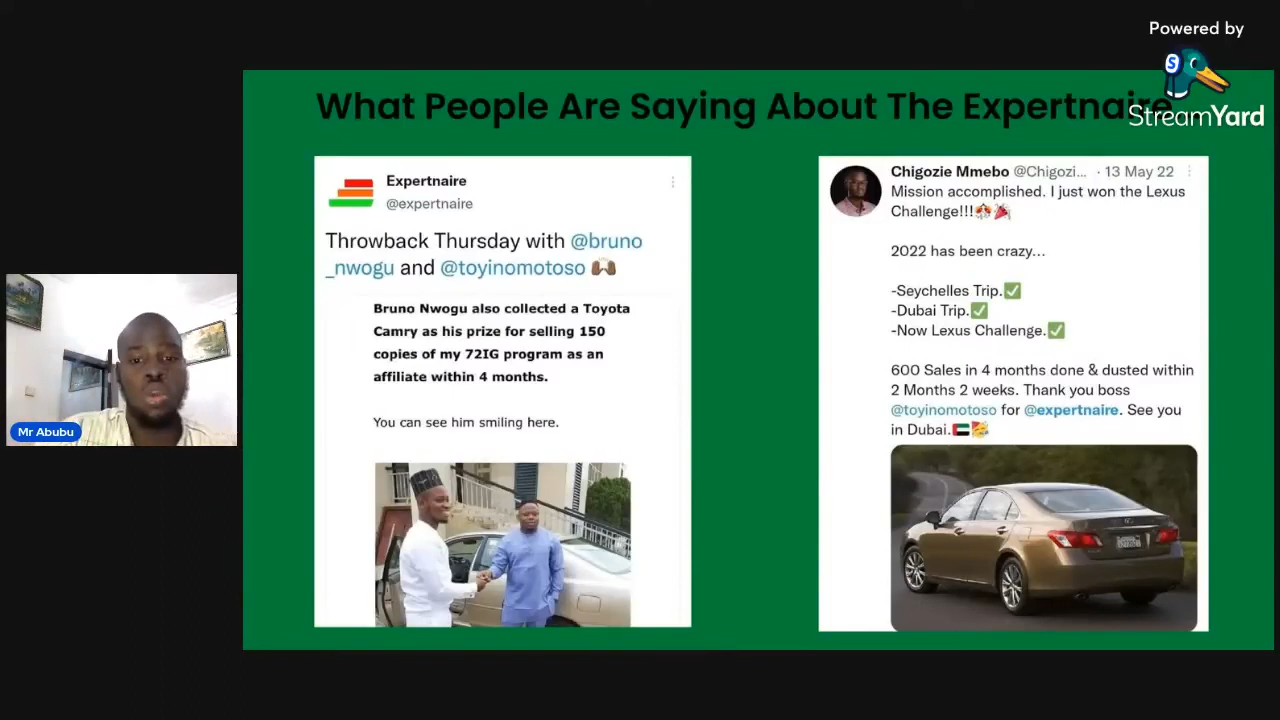 Powered by
StreamYard
What People Are Saying About The Expertnaire
Expertnaire
@expertnaire
Throwback Thursday with @bruno
_nwogu and @toyinomotoso 🙌🏾
Bruno Nwogu also collected a Toyota
Camry as his prize for selling 150
copies of my 72IG program as an
affiliate within 4 months.
You can see him smiling here.
Chigozie Mmebo @Chigozi... · 13 May 22
Mission accomplished. I just won the Lexus
Challenge!!!🎊🎉
2022 has been crazy...
-Seychelles Trip.✅
-Dubai Trip.✅
-Now Lexus Challenge.✅
600 Sales in 4 months done & dusted within
2 Months 2 weeks. Thank you boss
@toyinomotoso for @expertnaire. See you
in Dubai.🇦🇪🥳
Mr Abubu